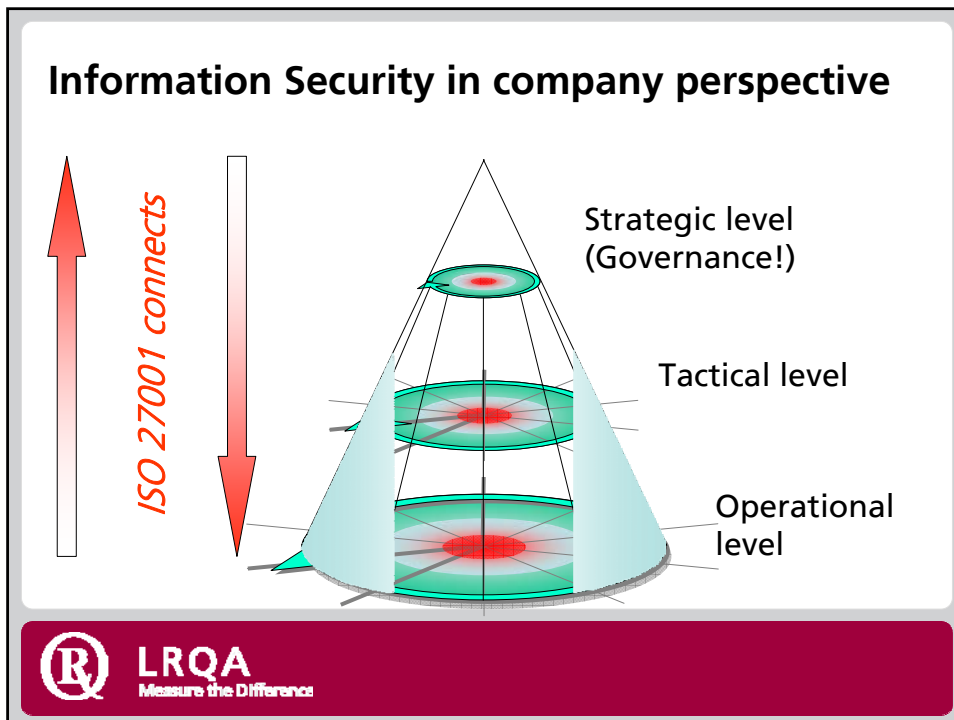 Information Security in company perspective
ISO 27001 connects
Strategic level
(Governance!)
Tactical level
Operational
level
LRQA
Measure the Difference